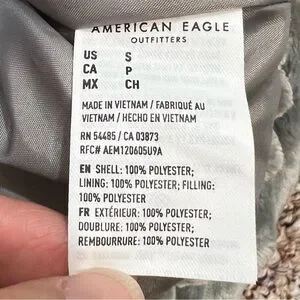 AMERICAN EAGLE
OUTFITTERS
US S
CA P
MX CH
MADE IN VIETNAM / FABRIQUÉ AU
VIETNAM / HECHO EN VIETNAM
RN 54485 / CA 03873
RFC# AEM120605U9A
EN SHELL: 100% POLYESTER;
LINING: 100% POLYESTER; FILLING:
100% POLYESTER
FR EXTÉRIEUR: 100% POLYESTER;
DOUBLURE: 100% POLYESTER;
REMBOURRURE: 100% POLYESTER